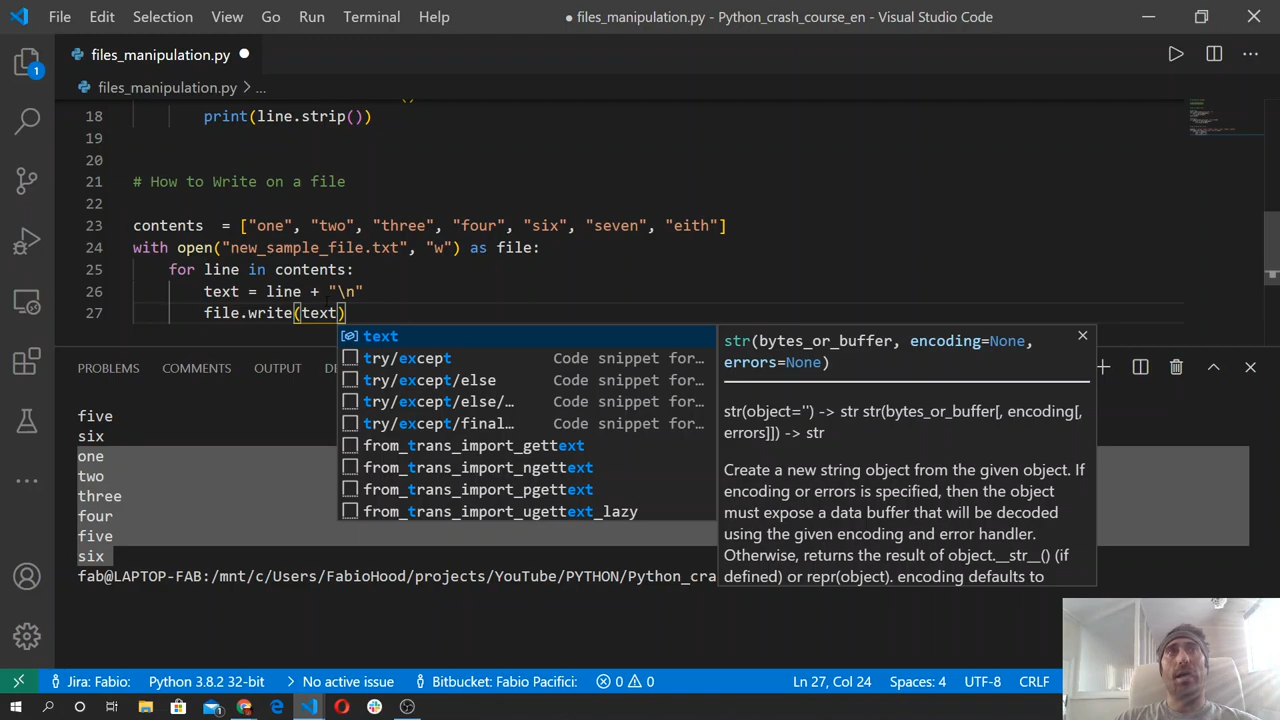 File Edit Selection View Go Run Terminal Help
● files_manipulation.py - Python_crash_course_en - Visual Studio Code
files_manipulation.py ●
files_manipulation.py > ...
1
18 print(line.strip())
19
20
21 # How to Write on a file
22
23 contents = ["one", "two", "three", "four", "six", "seven", "eith"]
24 with open("new_sample_file.txt", "w") as file:
25 for line in contents:
26 text = line + "\n"
27 file.write(text)
text
try/except Code snippet for…
try/except/else Code snippet for…
try/except/else/… Code snippet for…
try/except/final… Code snippet for…
from_trans_import_gettext
from_trans_import_ngettext
from_trans_import_pgettext
from_trans_import_ugettext_lazy
str(bytes_or_buffer, encoding=None,
errors=None)
str(object='') -> str str(bytes_or_buffer[, encoding[,
errors]]) -> str
Create a new string object from the given object. If
encoding or errors is specified, then the object
must expose a data buffer that will be decoded
using the given encoding and error handler.
Otherwise, returns the result of object.__str__() (if
defined) or repr(object). encoding defaults to
PROBLEMS COMMENTS OUTPUT
five
six
one
two
three
four
five
six
fab@LAPTOP-FAB:/mnt/c/Users/FabioHood/projects/YouTube/PYTHON/Python_cra
Jira: Fabio: Python 3.8.2 32-bit > No active issue Bitbucket: Fabio Pacifici: 0 0 Ln 27, Col 24 Spaces: 4 UTF-8 CRLF